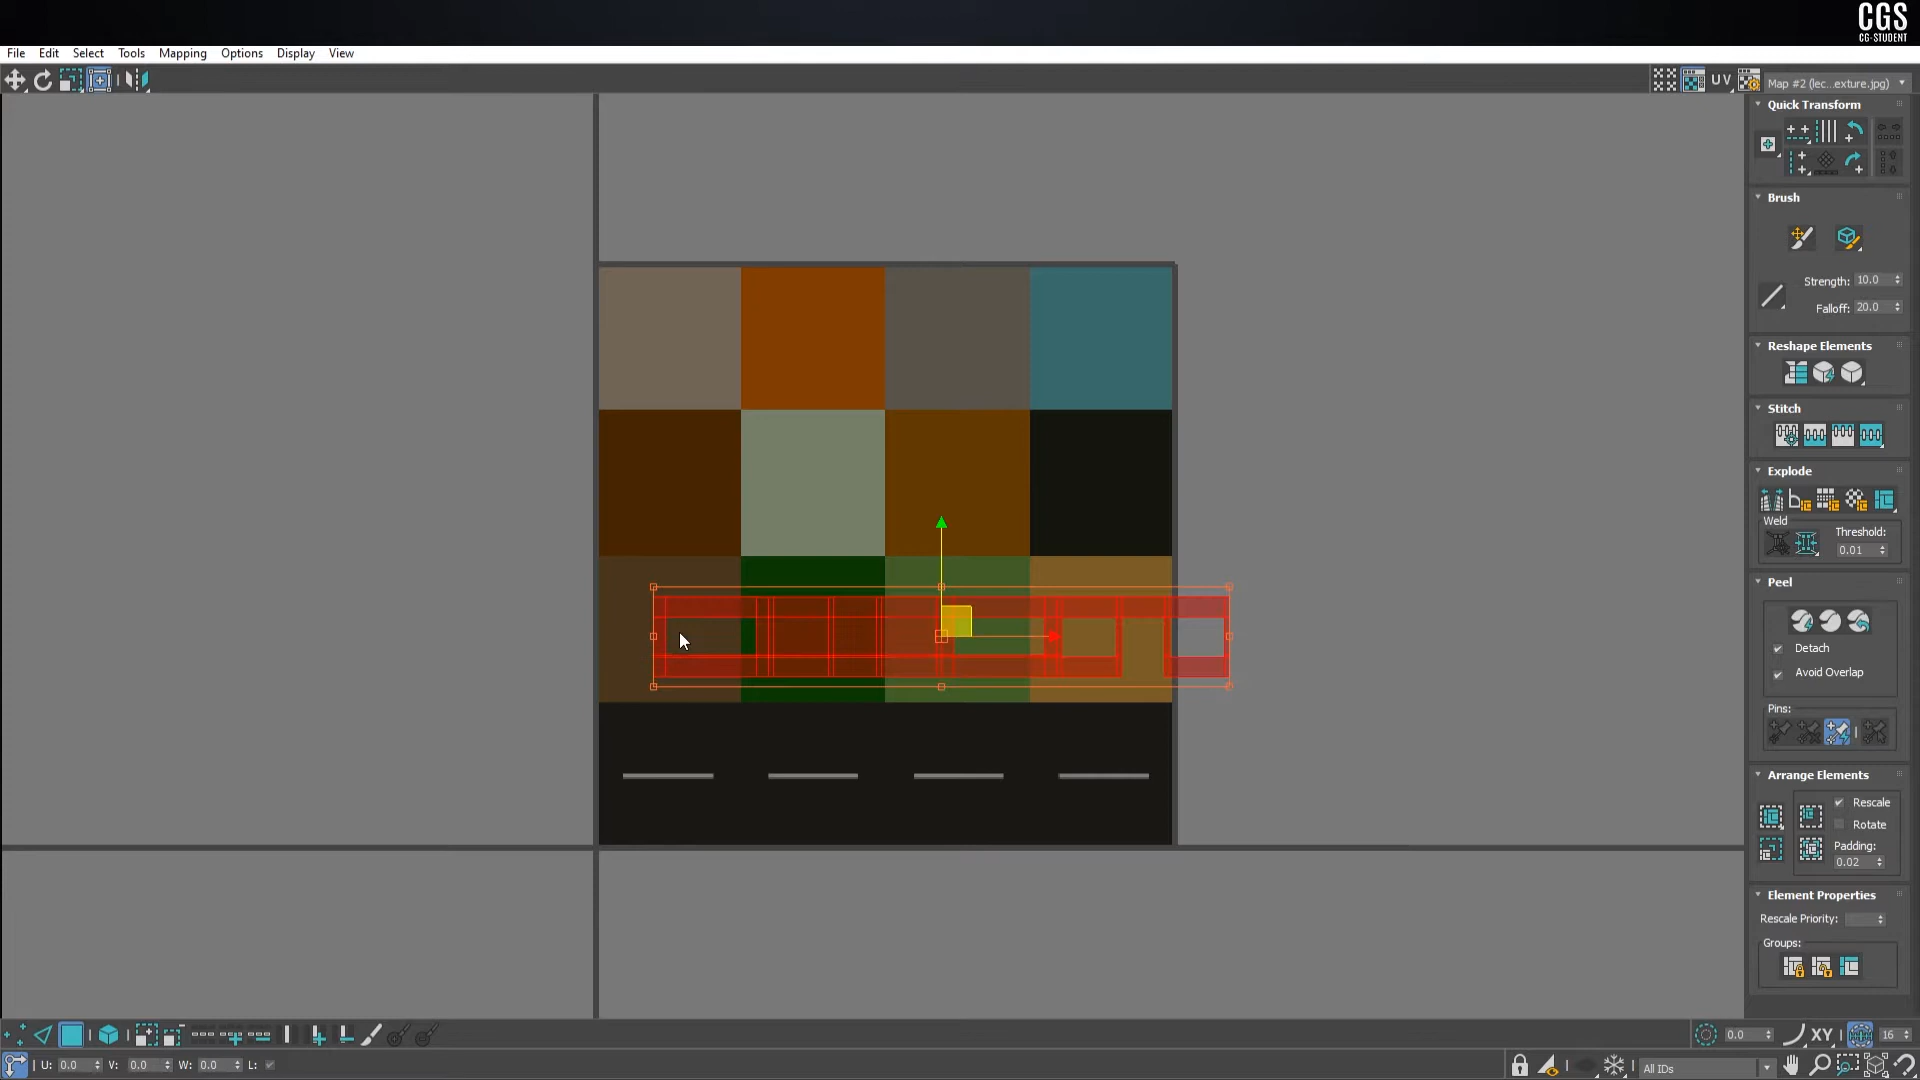 CGS
CG-STUDENT
File Edit Select Tools Mapping Options Display View
UV
Map #2 (lec...exture.jpg)
Quick Transform
Brush
Strength: 10.0
Falloff: 20.0
Reshape Elements
Stitch
Explode
Weld
Threshold:
0.01
Peel
Detach
Avoid Overlap
Pins:
Arrange Elements
Rescale
Rotate
Padding:
0.02
Element Properties
Rescale Priority:
Groups:
0.0 XY 16
U: 0.0 V: 0.0 W: 0.0 L:
All IDs